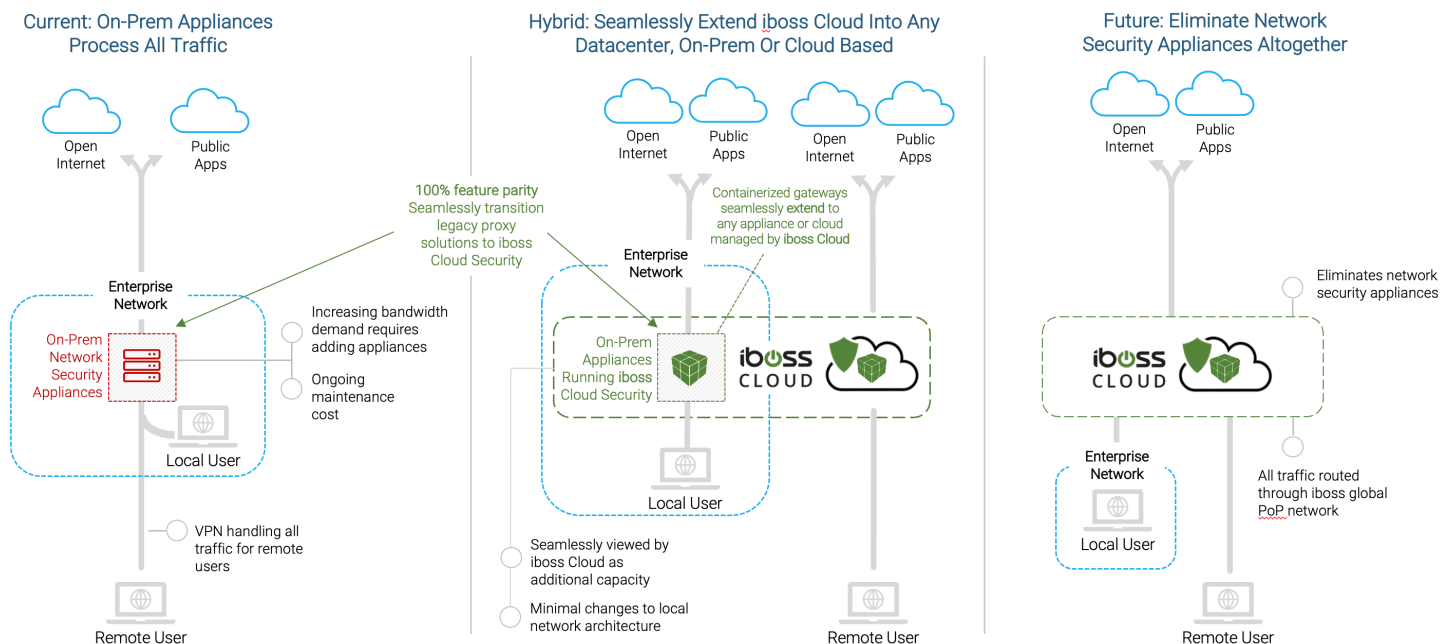 Current: On-Prem Appliances
Process All Traffic
Open
Internet
Public
Apps
Enterprise
Network
On-Prem
Network
Security
Appliances
Increasing bandwidth
demand requires
adding appliances
Ongoing
maintenance
cost
Local User
VPN handling all
traffic for remote
users
Remote User
100% feature parity
Seamlessly transition
legacy proxy
solutions to iboss
Cloud Security
Hybrid: Seamlessly Extend iboss Cloud Into Any
Datacenter, On-Prem Or Cloud Based
Open
Internet
Public
Apps
Open
Internet
Public
Apps
Containerized gateways
seamlessly extend to
any appliance or cloud
managed by iboss Cloud
Enterprise
Network
On-Prem
Appliances
Running iboss
Cloud Security
iboss
CLOUD
Local User
Seamlessly viewed by
iboss Cloud as
additional capacity
Minimal changes to local
network architecture
Remote User
Future: Eliminate Network
Security Appliances Altogether
Open
Internet
Public
Apps
Eliminates network
security appliances
iboss
CLOUD
Enterprise
Network
Local User
All traffic routed
through iboss global
PoP network
Remote User